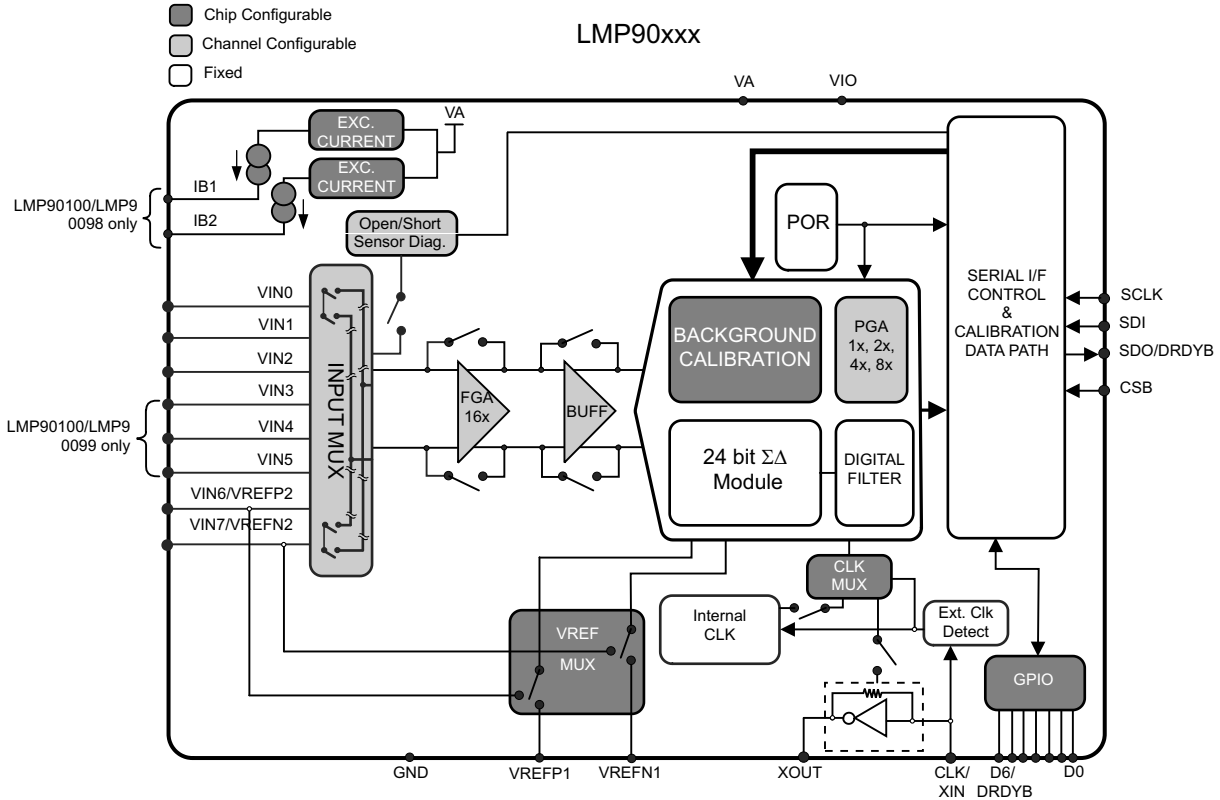 Chip Configurable
Channel Configurable
Fixed
LMP90xxx
VA
VIO
VA
EXC.
CURRENT
EXC.
CURRENT
IB1
IB2
LMP90100/LMP9
0098 only
Open/Short
Sensor Diag.
POR
SERIAL I/F
CONTROL
&
CALIBRATION
DATA PATH
SCLK
SDI
SDO/DRDYB
CSB
VIN0
VIN1
VIN2
VIN3
VIN4
VIN5
VIN6/VREFP2
VIN7/VREFN2
LMP90100/LMP9
0099 only
INPUT MUX
FGA
16x
BUFF
BACKGROUND
CALIBRATION
PGA
1x, 2x,
4x, 8x
24 bit ΣΔ
Module
DIGITAL
FILTER
CLK
MUX
Internal
CLK
Ext. Clk
Detect
VREF
MUX
GPIO
GND
VREFP1
VREFN1
XOUT
CLK/
XIN
D6/
DRDYB
D0